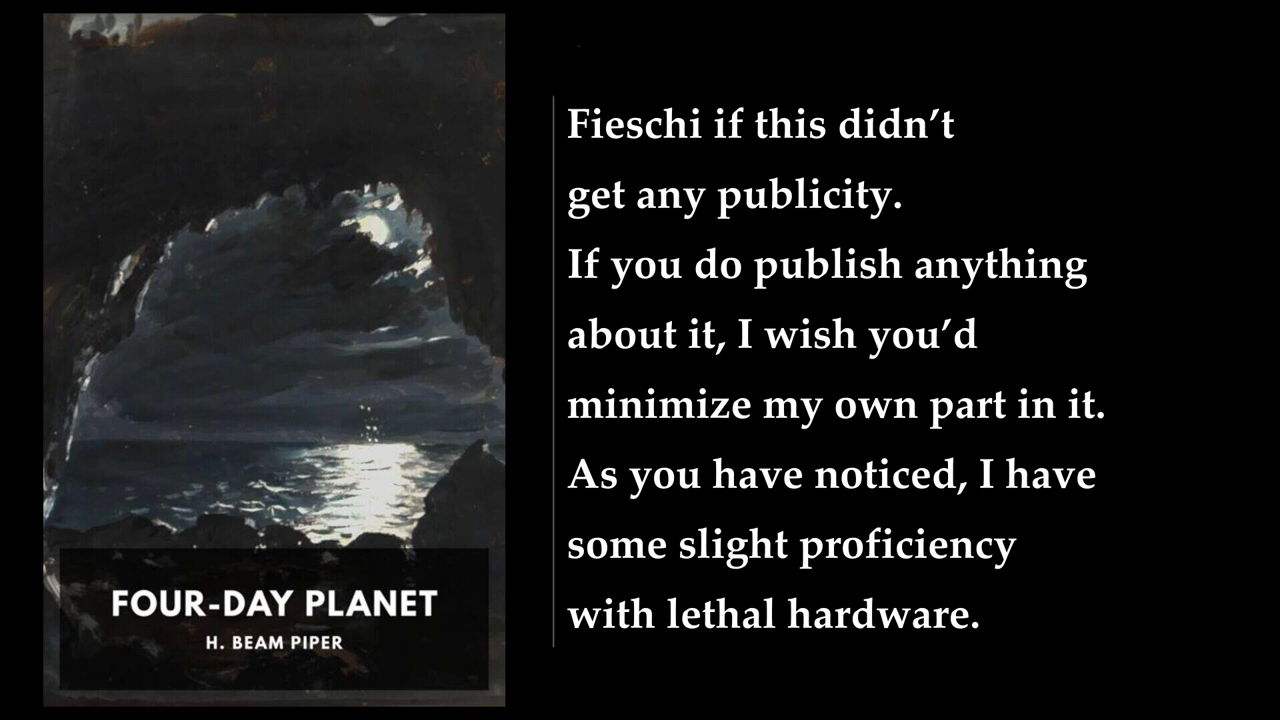 FOUR-DAY PLANET
H. BEAM PIPER
Fieschi if this didn’t
get any publicity.
If you do publish anything
about it, I wish you’d
minimize my own part in it.
As you have noticed, I have
some slight proficiency
with lethal hardware.